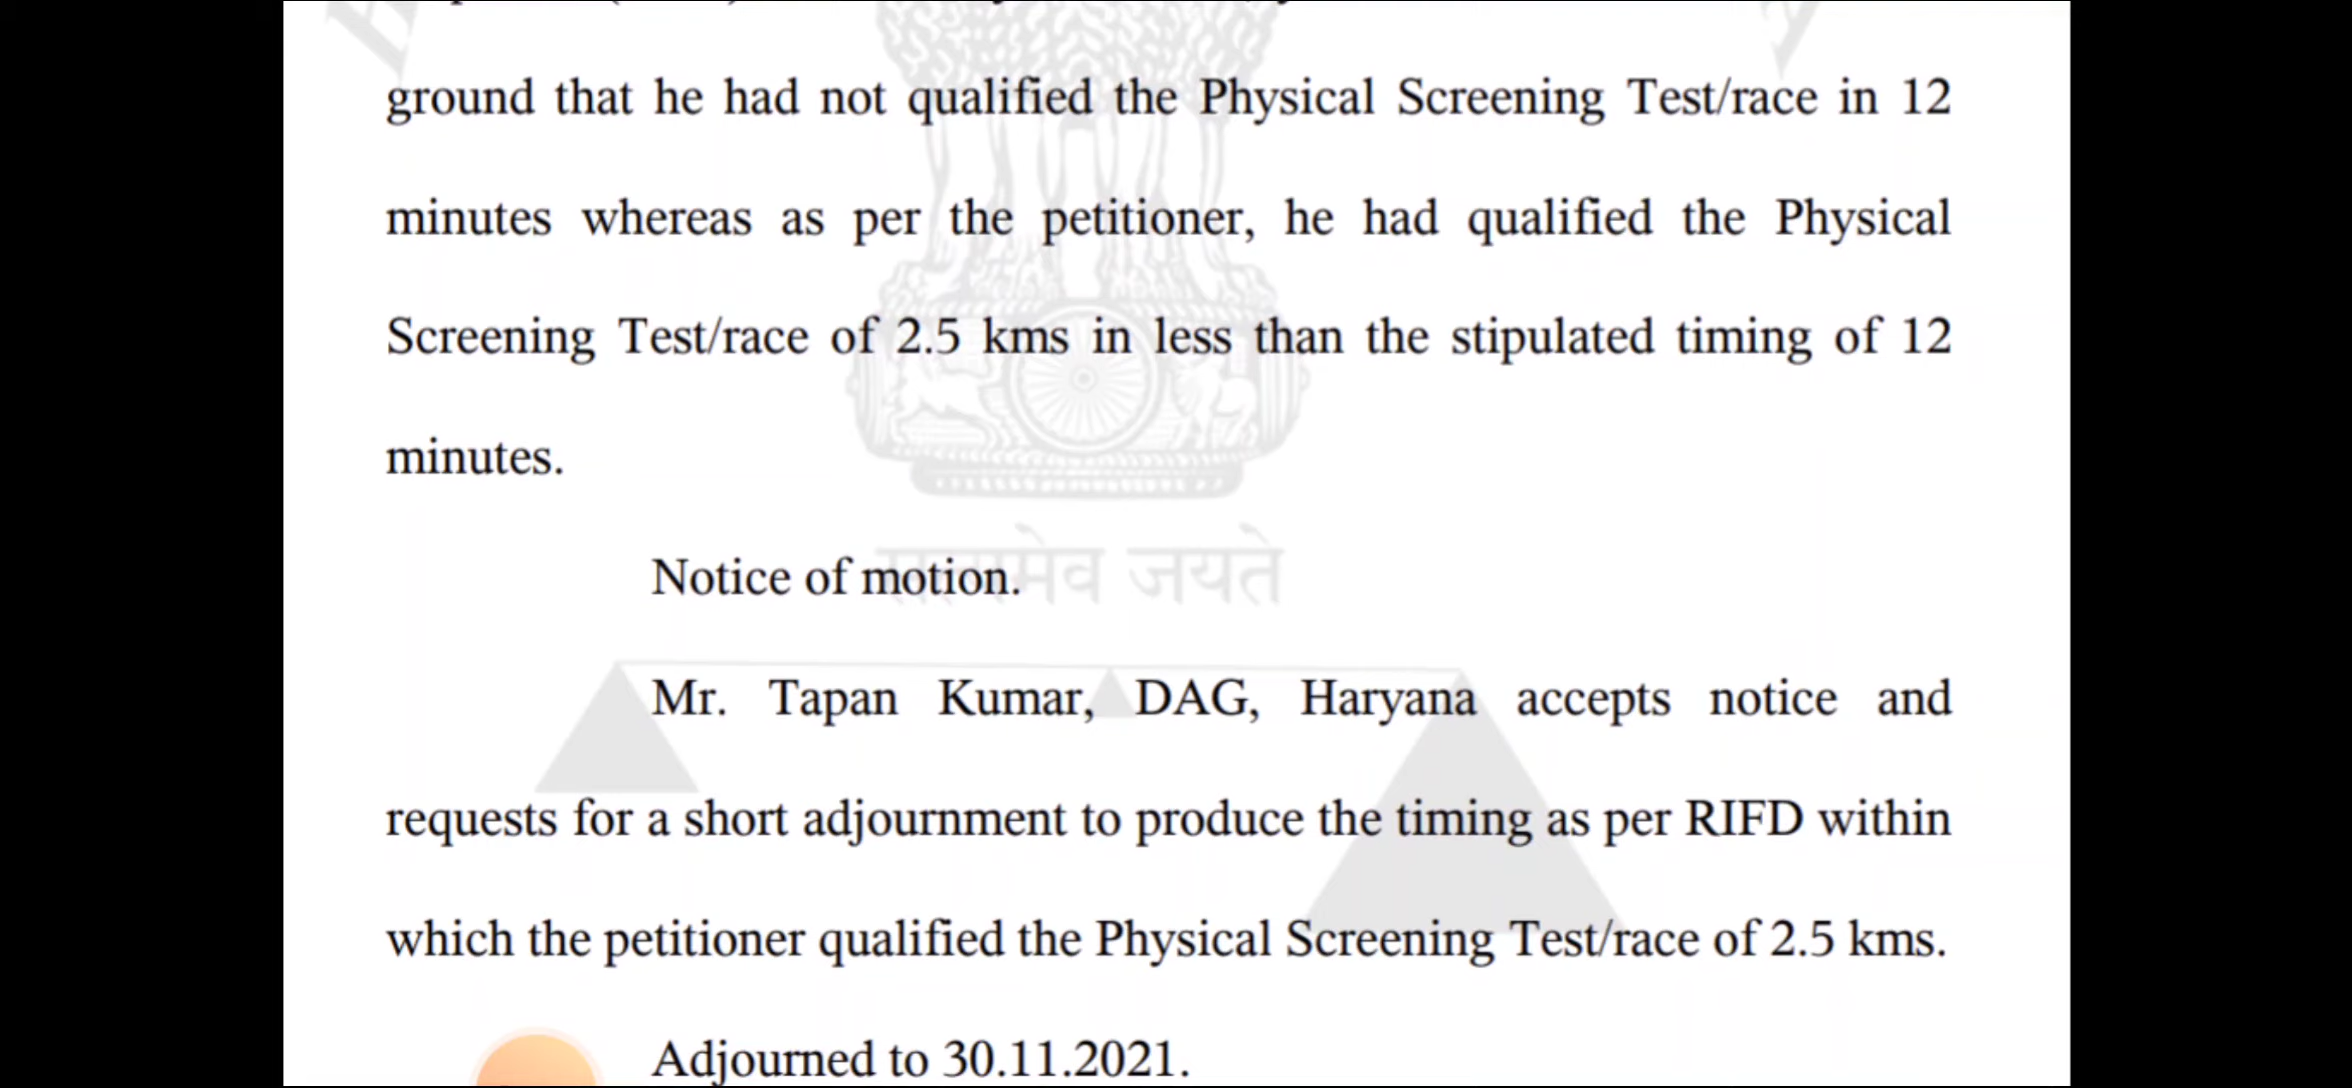 ground that he had not qualified the Physical Screening Test/race in 12
minutes whereas as per the petitioner, he had qualified the Physical
Screening Test/race of 2.5 kms in less than the stipulated timing of 12
minutes.
Notice of motion.
सत्यमेव जयते
Mr. Tapan Kumar, DAG, Haryana accepts notice and
requests for a short adjournment to produce the timing as per RIFD within
which the petitioner qualified the Physical Screening Test/race of 2.5 kms.
Adjourned to 30.11.2021.